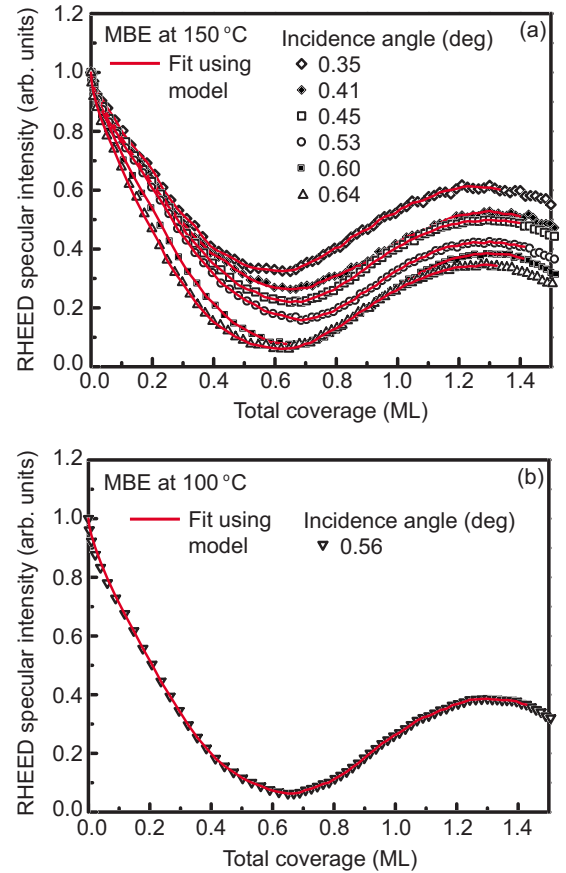 1.2
MBE at 150 °C
Incidence angle (deg)
(a)
Fit using
model
0.35
0.41
0.45
0.53
0.60
0.64
1.0
0.8
0.6
0.4
0.2
0.0
RHEED specular intensity (arb. units)
0.0 0.2 0.4 0.6 0.8 1.0 1.2 1.4
Total coverage (ML)
1.2
MBE at 100 °C
(b)
Fit using
model
Incidence angle (deg)
0.56
1.0
0.8
0.6
0.4
0.2
0.0
RHEED specular intensity (arb. units)
0.0 0.2 0.4 0.6 0.8 1.0 1.2 1.4
Total coverage (ML)